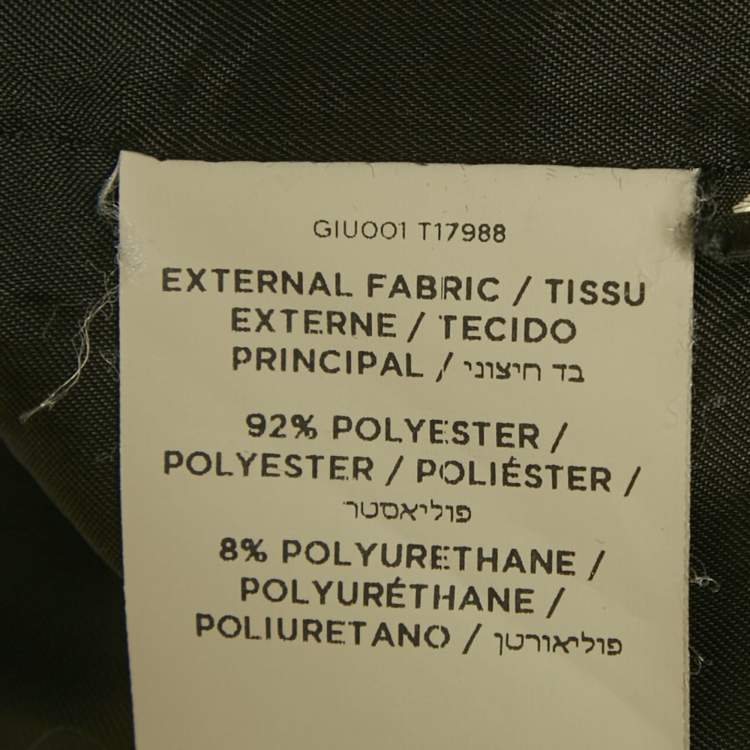 GIU001 T17988
EXTERNAL FABRIC / TISSU
EXTERNE / TECIDO
PRINCIPAL / בד חיצוני
92% POLYESTER /
POLYESTER / POLIÉSTER /
פוליאסטר
8% POLYURETHANE /
POLYURÉTHANE /
POLIURETANO / פוליאורטן